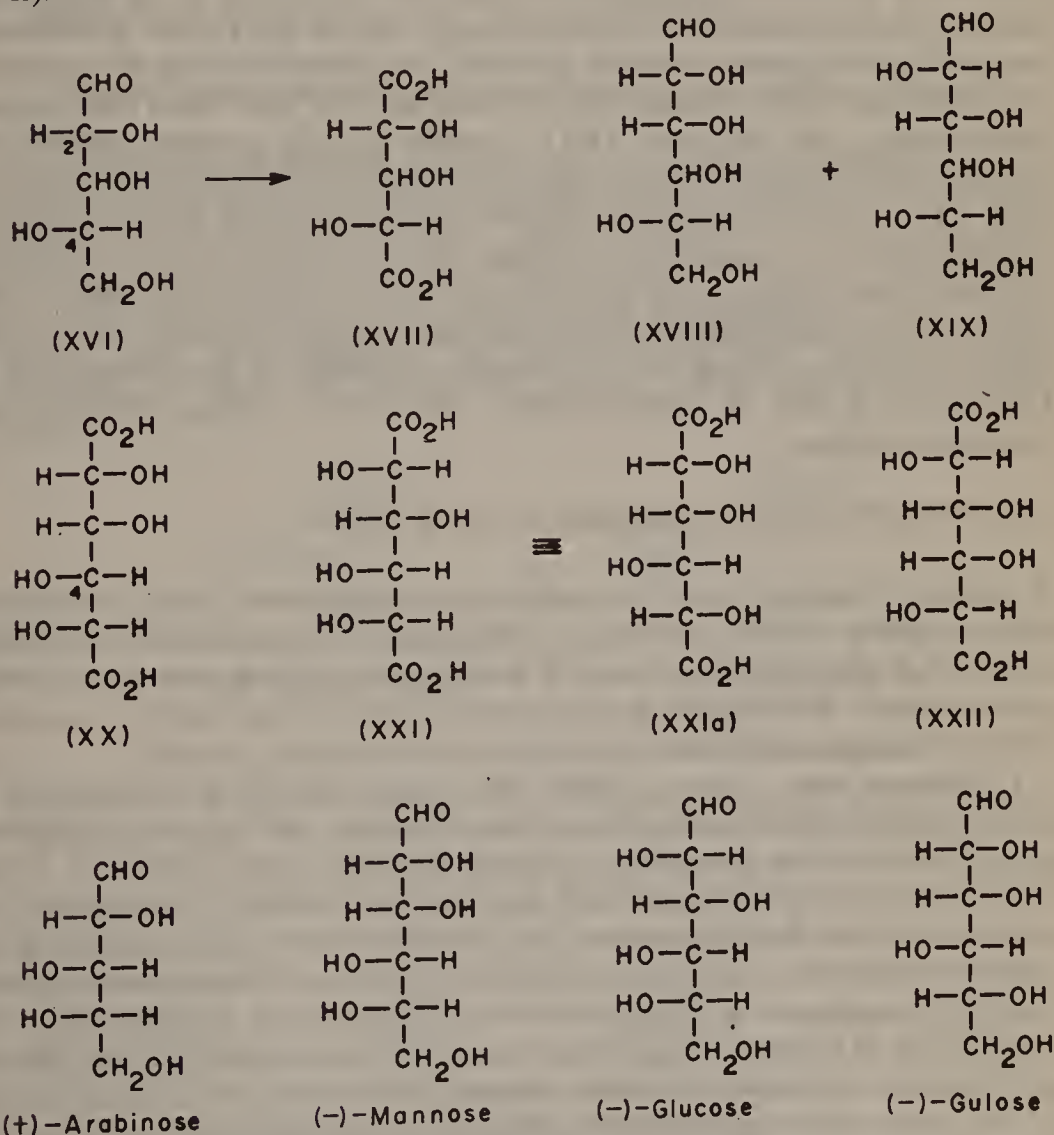 CHO
H—C—OH
2
CHOH
HO—C—H
4
CH2OH
(XVI)
CO2H
H—C—OH
CHOH
HO—C—H
CO2H
(XVII)
CHO
H—C—OH
H—C—OH
CHOH
HO—C—H
CH2OH
(XVIII)
+
CHO
HO—C—H
H—C—OH
CHOH
HO—C—H
CH2OH
(XIX)
CO2H
H—C—OH
H—C—OH
HO—C—H
4
HO—C—H
CO2H
(XX)
CO2H
HO—C—H
H—C—OH
HO—C—H
HO—C—H
CO2H
(XXI)
≡
CO2H
H—C—OH
H—C—OH
HO—C—H
H—C—OH
CO2H
(XXIa)
CO2H
HO—C—H
H—C—OH
H—C—OH
HO—C—H
CO2H
(XXII)
CHO
H—C—OH
HO—C—H
HO—C—H
CH2OH
(+)-Arabinose
CHO
H—C—OH
H—C—OH
HO—C—H
HO—C—H
CH2OH
(−)-Mannose
CHO
HO—C—H
H—C—OH
HO—C—H
HO—C—H
CH2OH
(−)-Glucose
CHO
H—C—OH
H—C—OH
HO—C—H
H—C—OH
CH2OH
(−)-Gulose